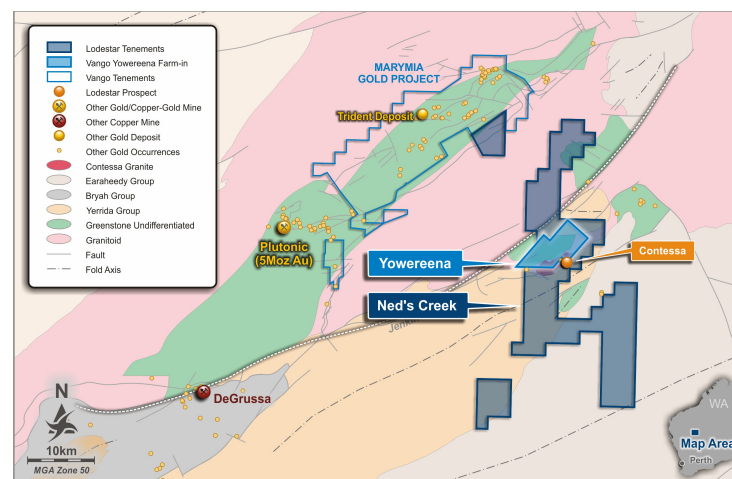 Lodestar Tenements
Vango Yowereena Farm-in
Vango Tenements
Lodestar Prospect
Other Gold/Copper-Gold Mine
Other Copper Mine
Other Gold Deposit
Other Gold Occurrences
Contessa Granite
Earaheedy Group
Bryah Group
Yerrida Group
Greenstone Undifferentiated
Granitoid
Fault
Fold Axis
MARYMIA
GOLD PROJECT
Trident Deposit
Plutonic
(5Moz Au)
Yowereena
Contessa
Ned's Creek
DeGrussa
N
10km
MGA Zone 50
WA
Map Area
Perth